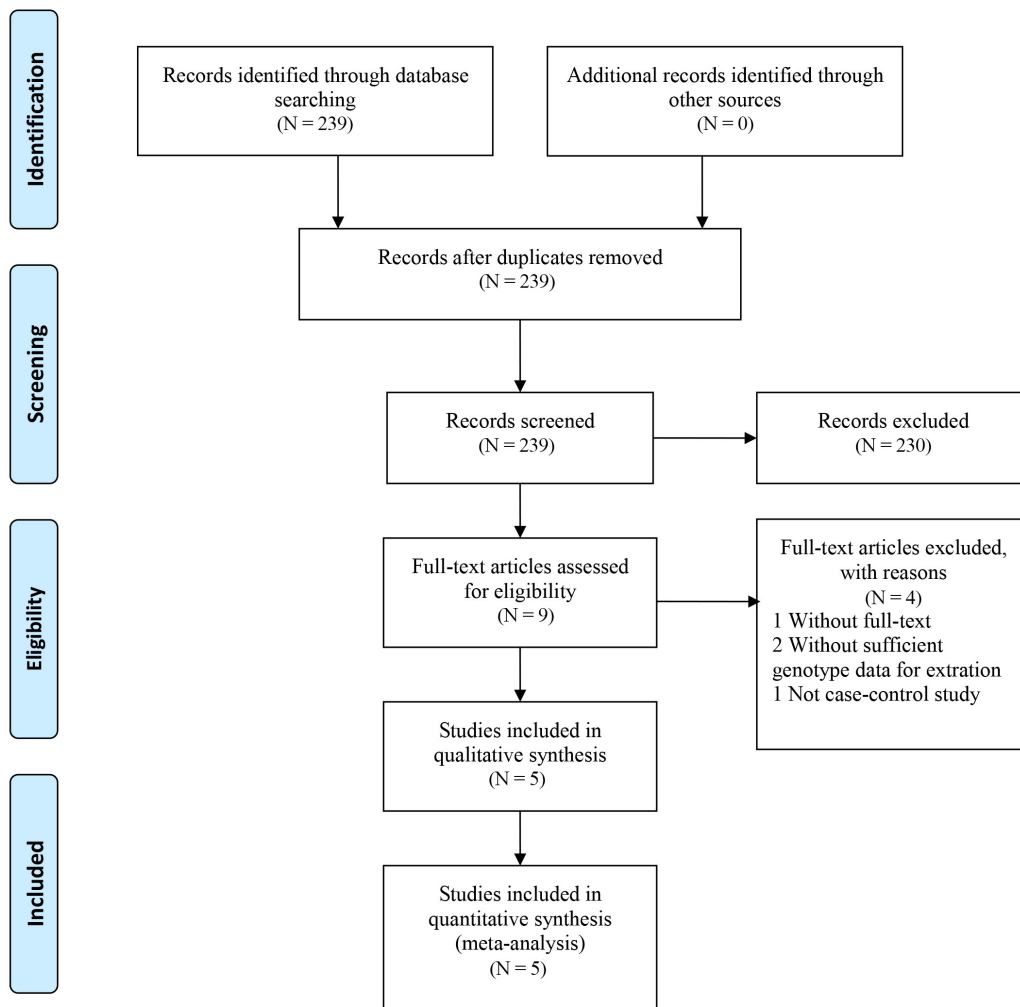 Identification
Records identified through database
searching
(N = 239)
Additional records identified through
other sources
(N = 0)
Records after duplicates removed
(N = 239)
Screening
Records screened
(N = 239)
Records excluded
(N = 230)
Eligibility
Full-text articles assessed
for eligibility
(N = 9)
Full-text articles excluded,
with reasons
(N = 4)
1 Without full-text
2 Without sufficient
genotype data for extration
1 Not case-control study
Studies included in
qualitative synthesis
(N = 5)
Included
Studies included in
quantitative synthesis
(meta-analysis)
(N = 5)